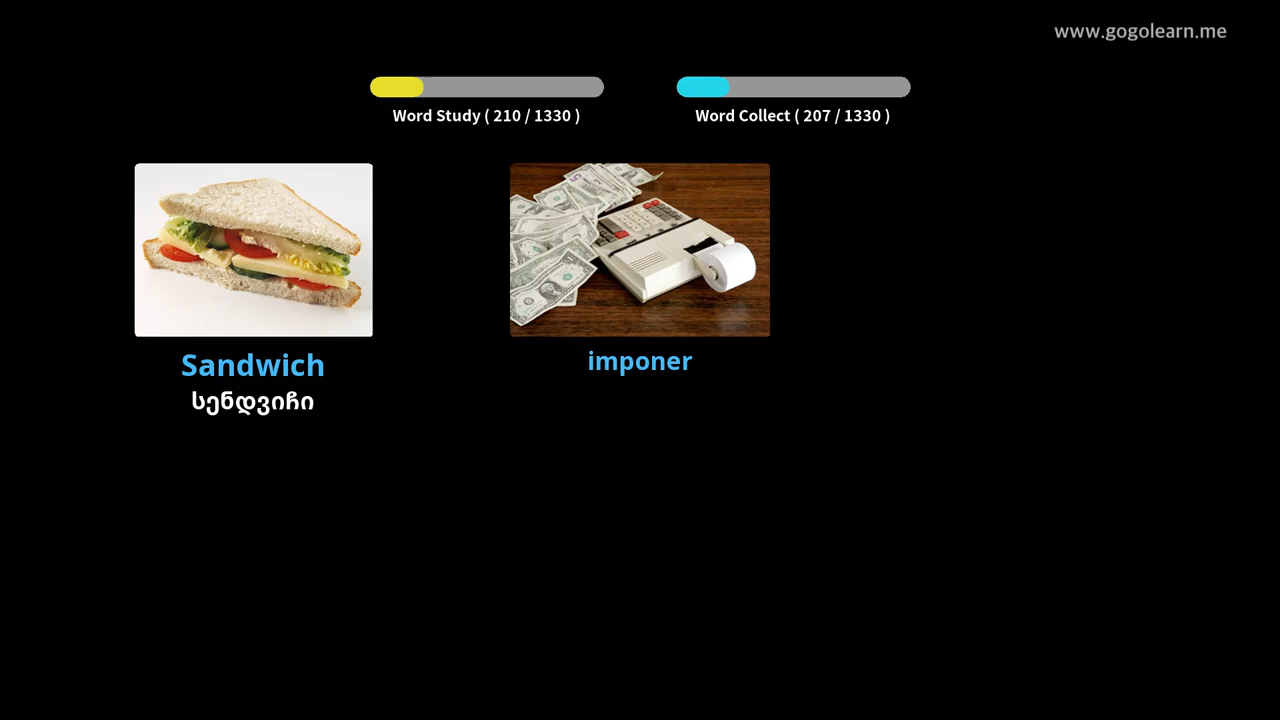 www.gogolearn.me
Word Study ( 210 / 1330 )
Word Collect ( 207 / 1330 )
Sandwich
სენდვიჩი
imponer